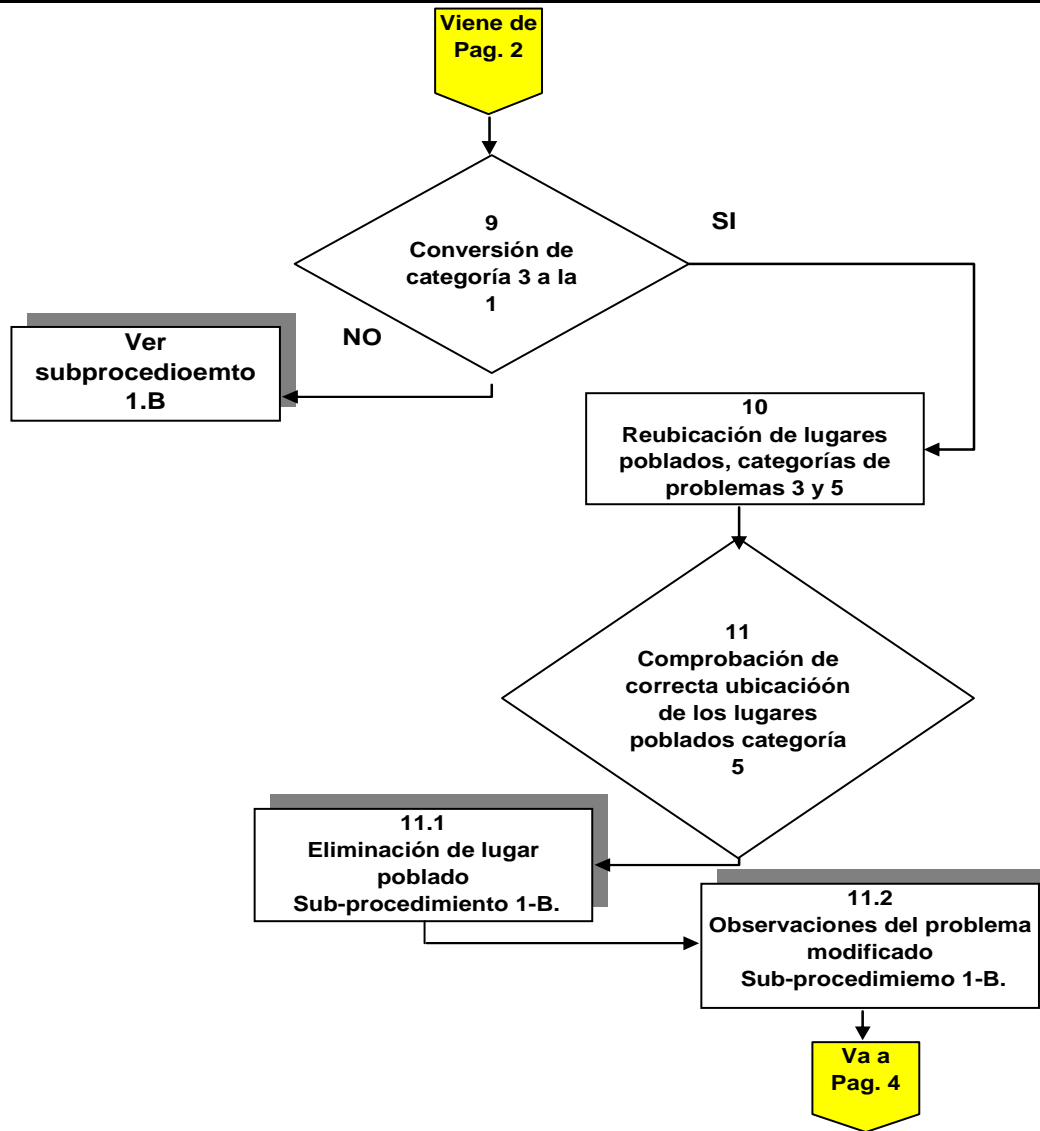 Viene de
Pag. 2
9
Conversión de
categoría 3 a la
1
SI
NO
Ver
subprocedioemto
1.B
10
Reubicación de lugares
poblados, categorías de
problemas 3 y 5
11
Comprobación de
correcta ubicacióón
de los lugares
poblados categoría
5
11.1
Eliminación de lugar
poblado
Sub-procedimiento 1-B.
11.2
Observaciones del problema
modificado
Sub-procedimiemo 1-B.
Va a
Pag. 4